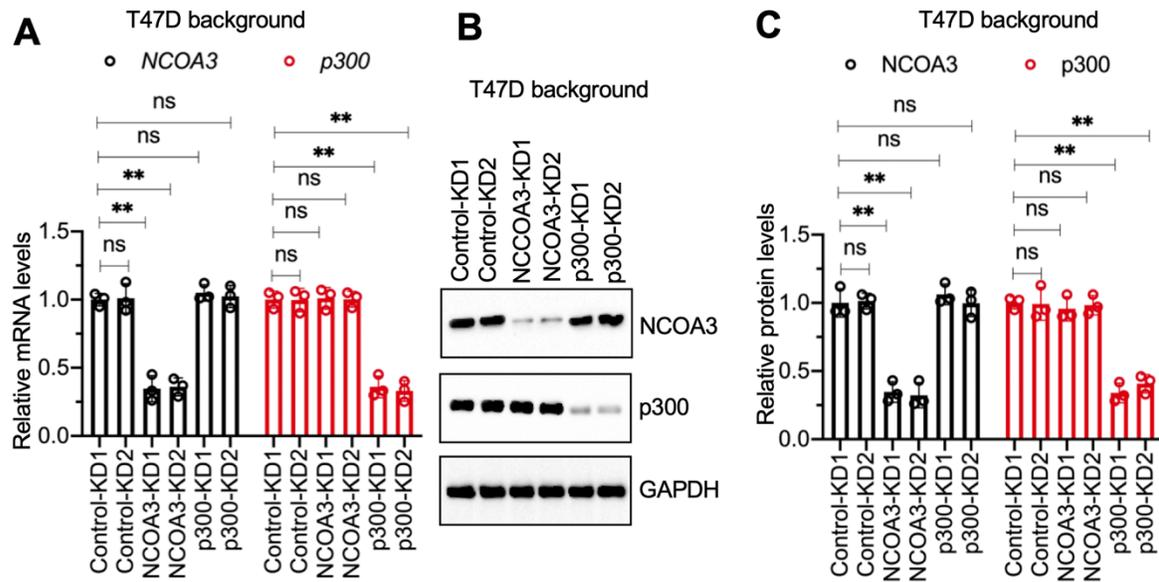 A
T47D background
NCOA3
p300
ns
ns
**
**
ns
**
**
ns
ns
ns
Relative mRNA levels
1.5
1.0
0.5
0.0
Control-KD1
Control-KD2
NCOA3-KD1
NCOA3-KD2
p300-KD1
p300-KD2
Control-KD1
Control-KD2
NCOA3-KD1
NCOA3-KD2
p300-KD1
p300-KD2
B
T47D background
Control-KD1
Control-KD2
NCCOA3-KD1
NCOA3-KD2
p300-KD1
p300-KD2
NCOA3
p300
GAPDH
C
T47D background
NCOA3
p300
ns
ns
**
**
ns
**
**
ns
ns
ns
Relative protein levels
1.5
1.0
0.5
0.0
Control-KD1
Control-KD2
NCOA3-KD1
NCOA3-KD2
p300-KD1
p300-KD2
Control-KD1
Control-KD2
NCOA3-KD1
NCOA3-KD2
p300-KD1
p300-KD2